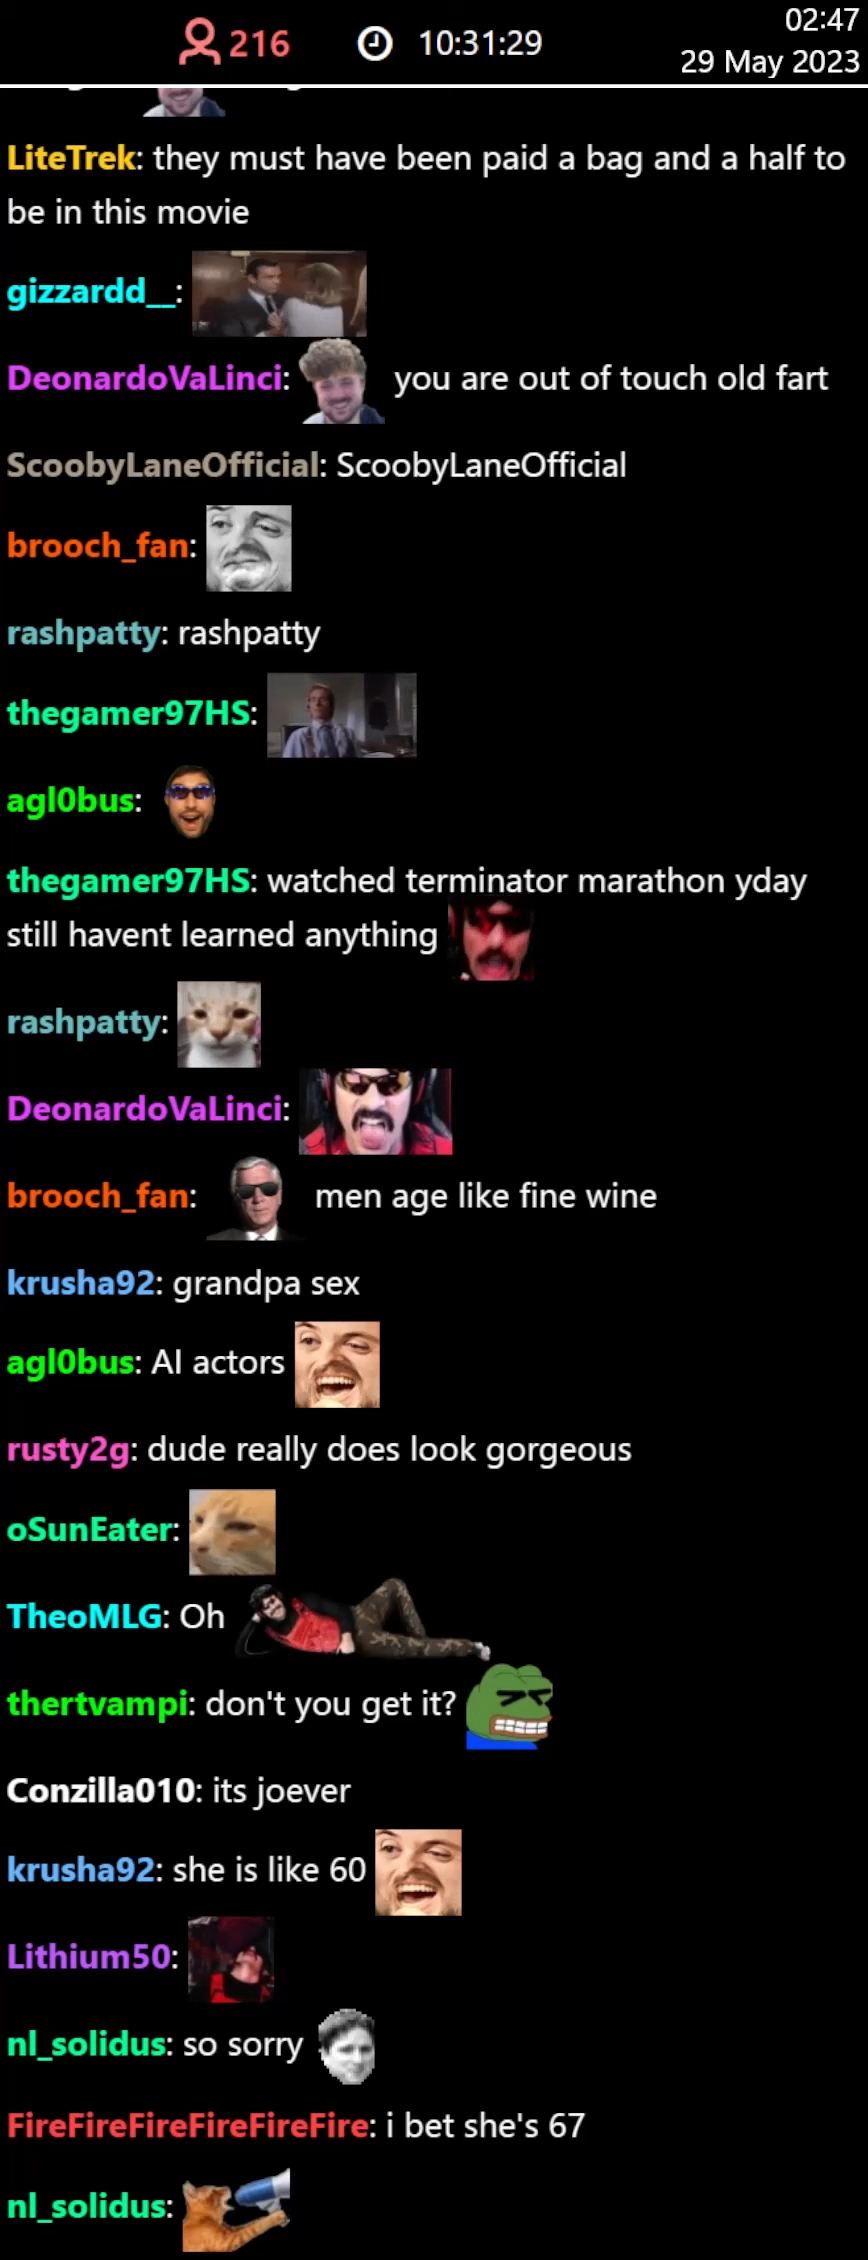 216 10:31:29 02:47
29 May 2023
LiteTrek: they must have been paid a bag and a half to
be in this movie
gizzardd__:
DeonardoVaLinci: you are out of touch old fart
ScoobyLaneOfficial: ScoobyLaneOfficial
brooch_fan:
rashpatty: rashpatty
thegamer97HS:
agl0bus:
thegamer97HS: watched terminator marathon yday
still havent learned anything
rashpatty:
DeonardoVaLinci:
brooch_fan: men age like fine wine
krusha92: grandpa sex
agl0bus: AI actors
rusty2g: dude really does look gorgeous
oSunEater:
TheoMLG: Oh
thertvampi: don't you get it?
Conzilla010: its joever
krusha92: she is like 60
Lithium50:
nl_solidus: so sorry
FireFireFireFireFireFire: i bet she's 67
nl_solidus: